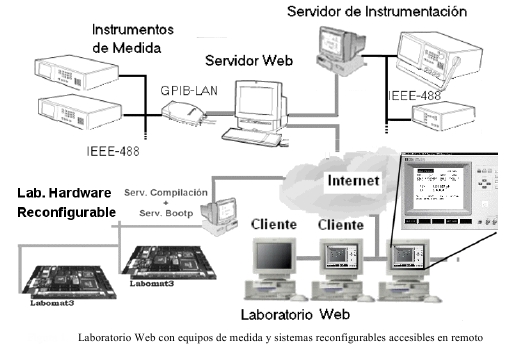 Servidor de Instrumentación
Instrumentos
de Medida
Servidor Web
GPIB-LAN
IEEE-488
IEEE-488
Internet
Lab. Hardware
Reconfigurable
Serv. Compilación
+
Serv. Bootp
Cliente
Cliente
Labomat3
Labomat3
Laboratorio Web
Laboratorio Web con equipos de medida y sistemas reconfigurables accesibles en remoto